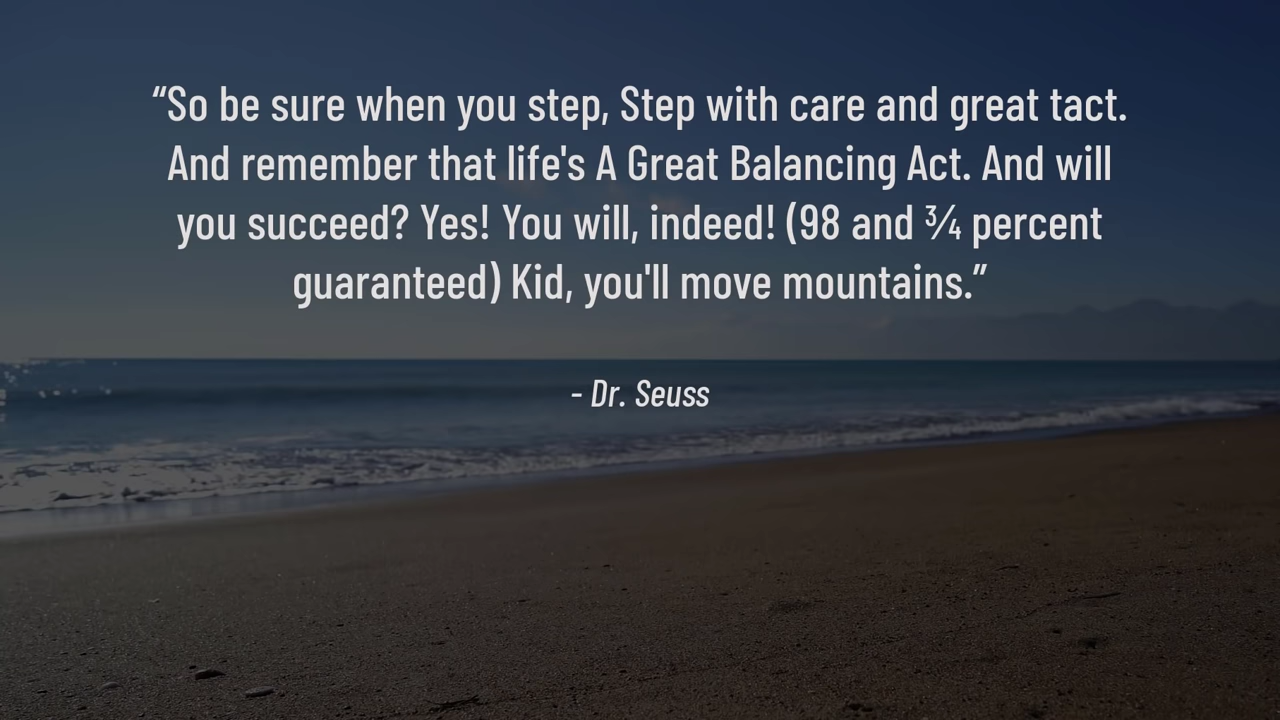 “So be sure when you step, Step with care and great tact.
And remember that life's A Great Balancing Act. And will
you succeed? Yes! You will, indeed! (98 and ¾ percent
guaranteed) Kid, you'll move mountains.”
- Dr. Seuss